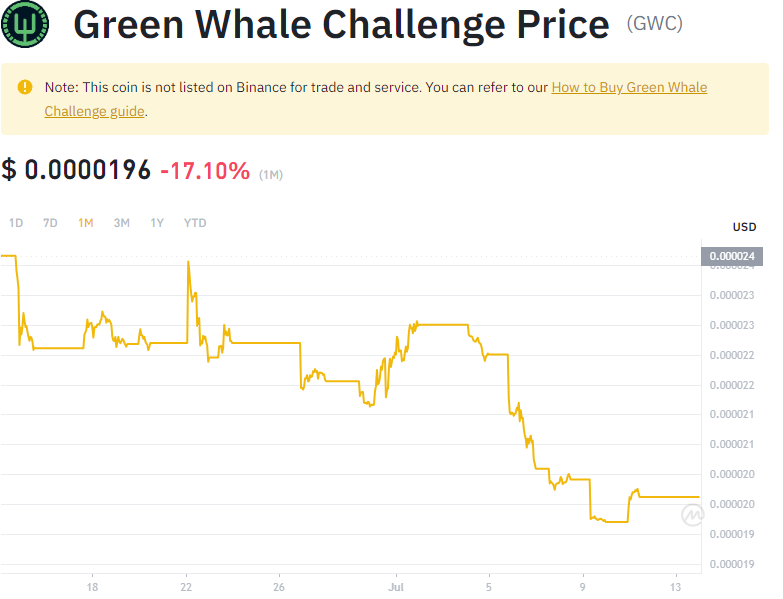 Green Whale Challenge Price (GWC)
Note: This coin is not listed on Binance for trade and service. You can refer to our How to Buy Green Whale
Challenge guide.
$ 0.0000196 -17.10% (1M)
1D 7D 1M 3M 1Y YTD
USD
0.000024
0.000024
0.000023
0.000023
0.000022
0.000022
0.000021
0.000021
0.000020
0.000020
0.000019
0.000019
18 22 26 Jul 5 9 13